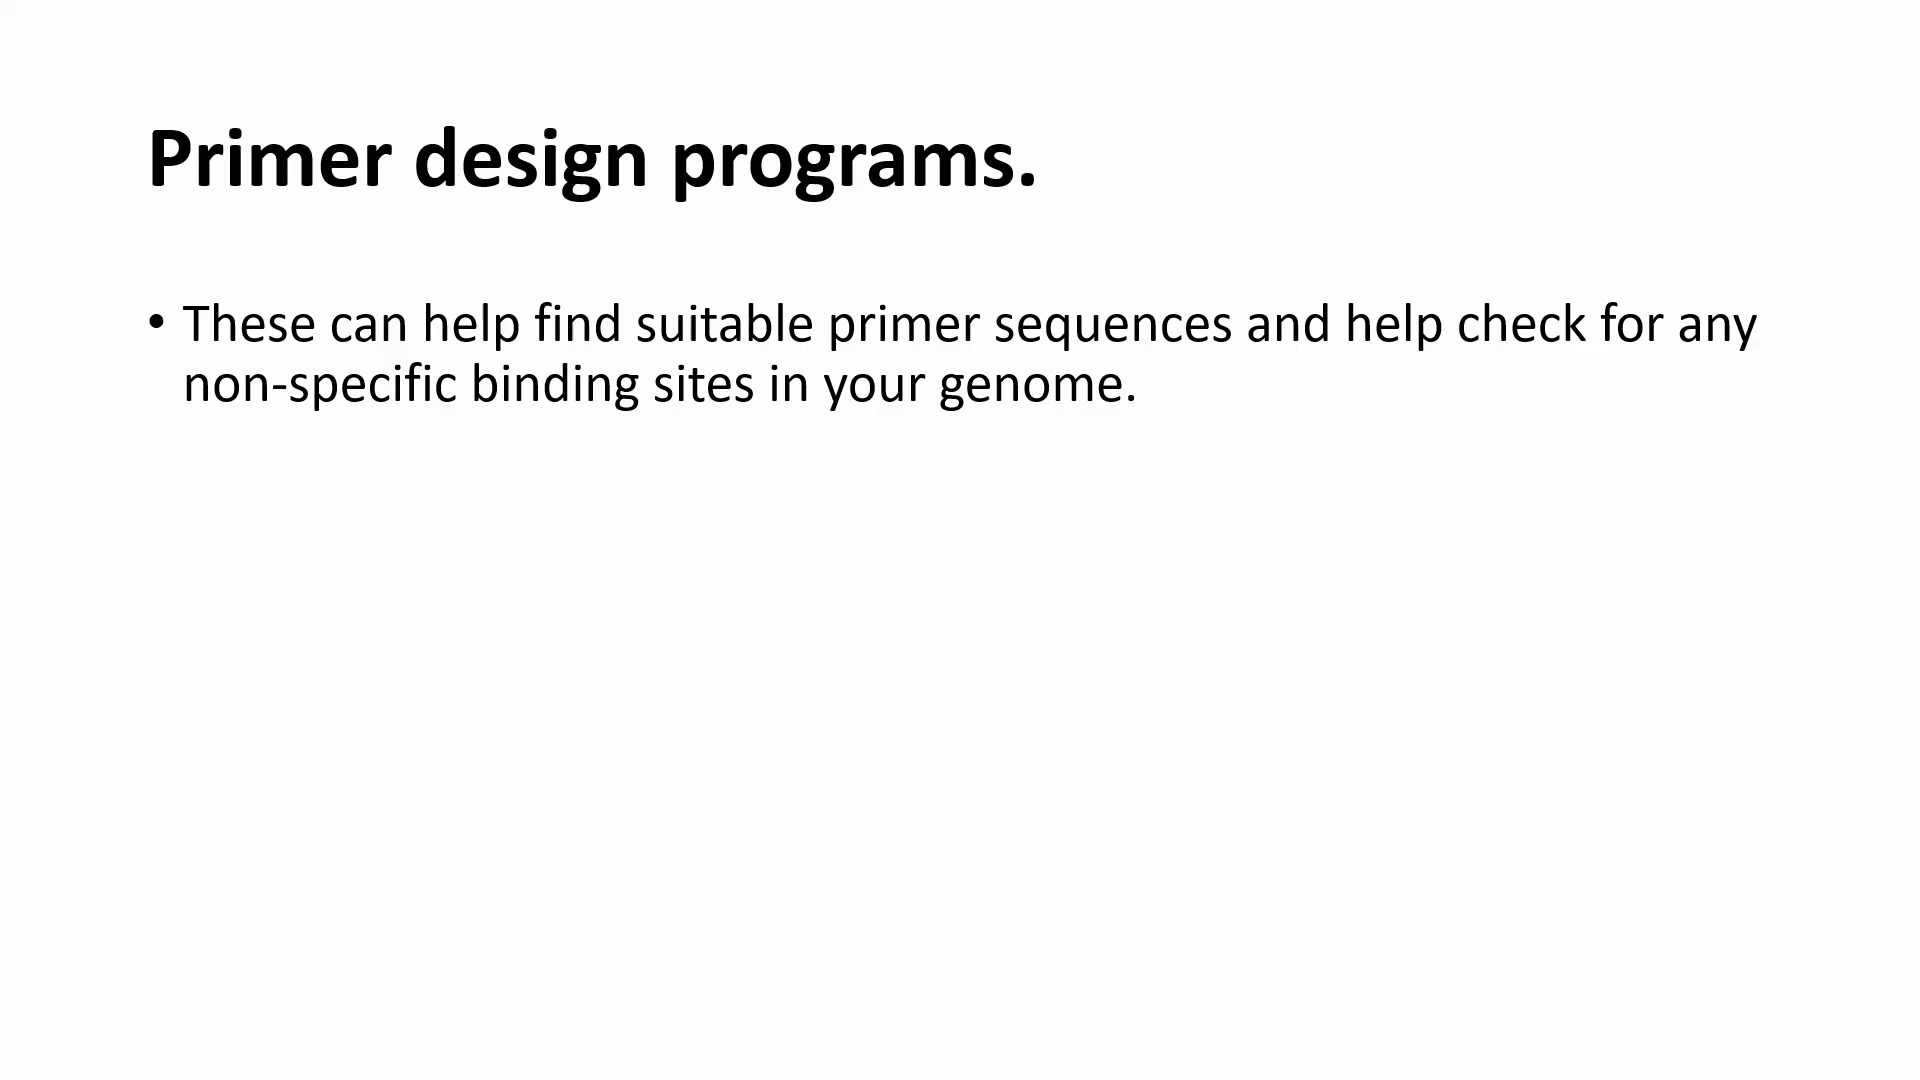 Primer design programs.
• These can help find suitable primer sequences and help check for any
non-specific binding sites in your genome.